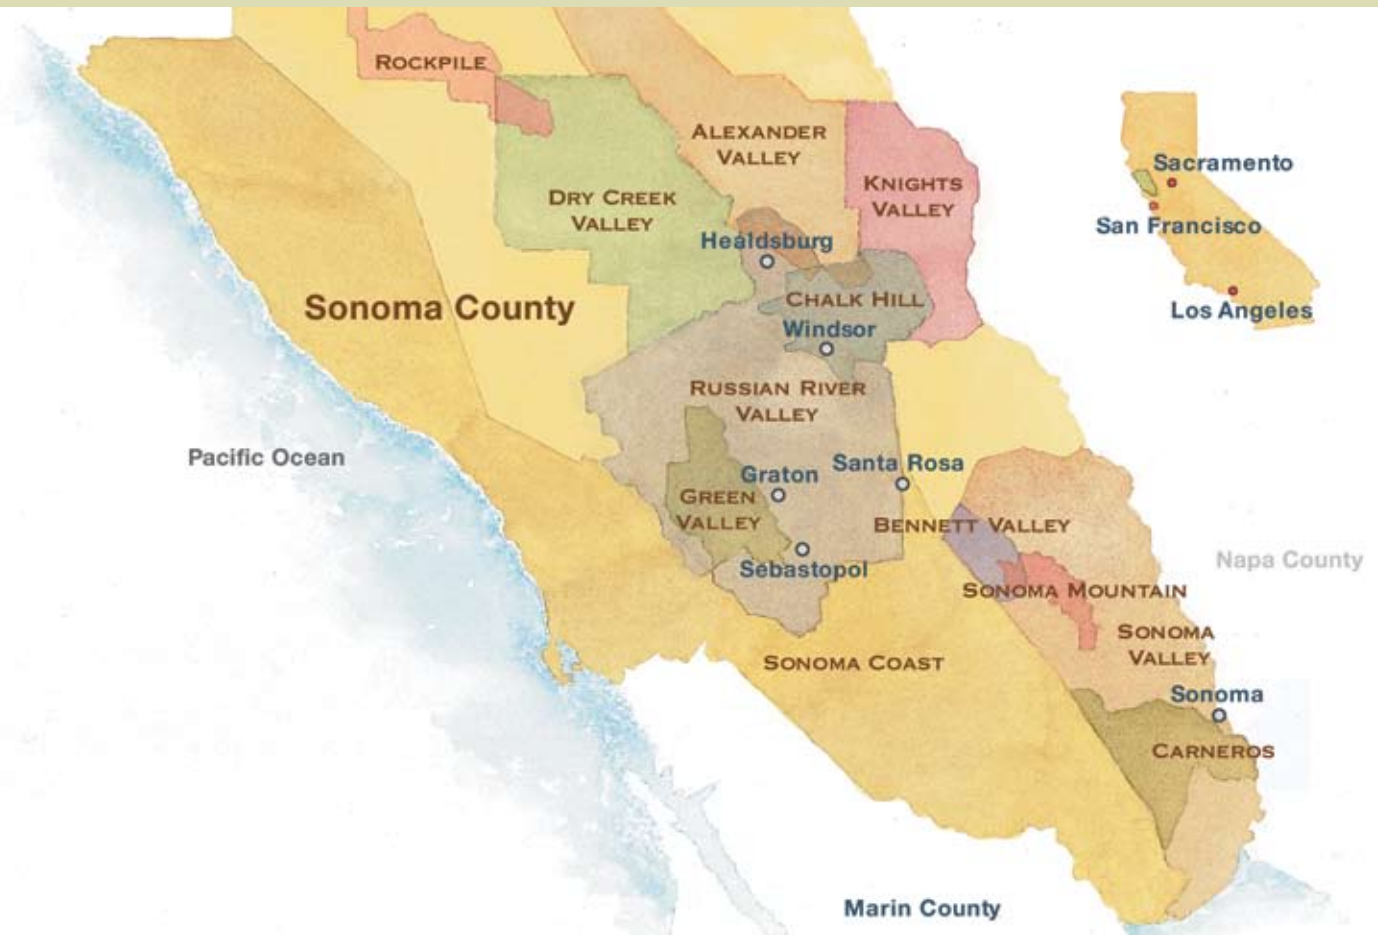 ROCKPILE
ALEXANDER
VALLEY
Sacramento
KNIGHTS
VALLEY
DRY CREEK
VALLEY
San Francisco
Healdsburg
Sonoma County
CHALK HILL
Los Angeles
Windsor
RUSSIAN RIVER
VALLEY
Pacific Ocean
Santa Rosa
Graton
GREEN
VALLEY
BENNETT VALLEY
Napa County
Sebastopol
SONOMA MOUNTAIN
SONOMA
VALLEY
SONOMA COAST
Sonoma
CARNEROS
Marin County